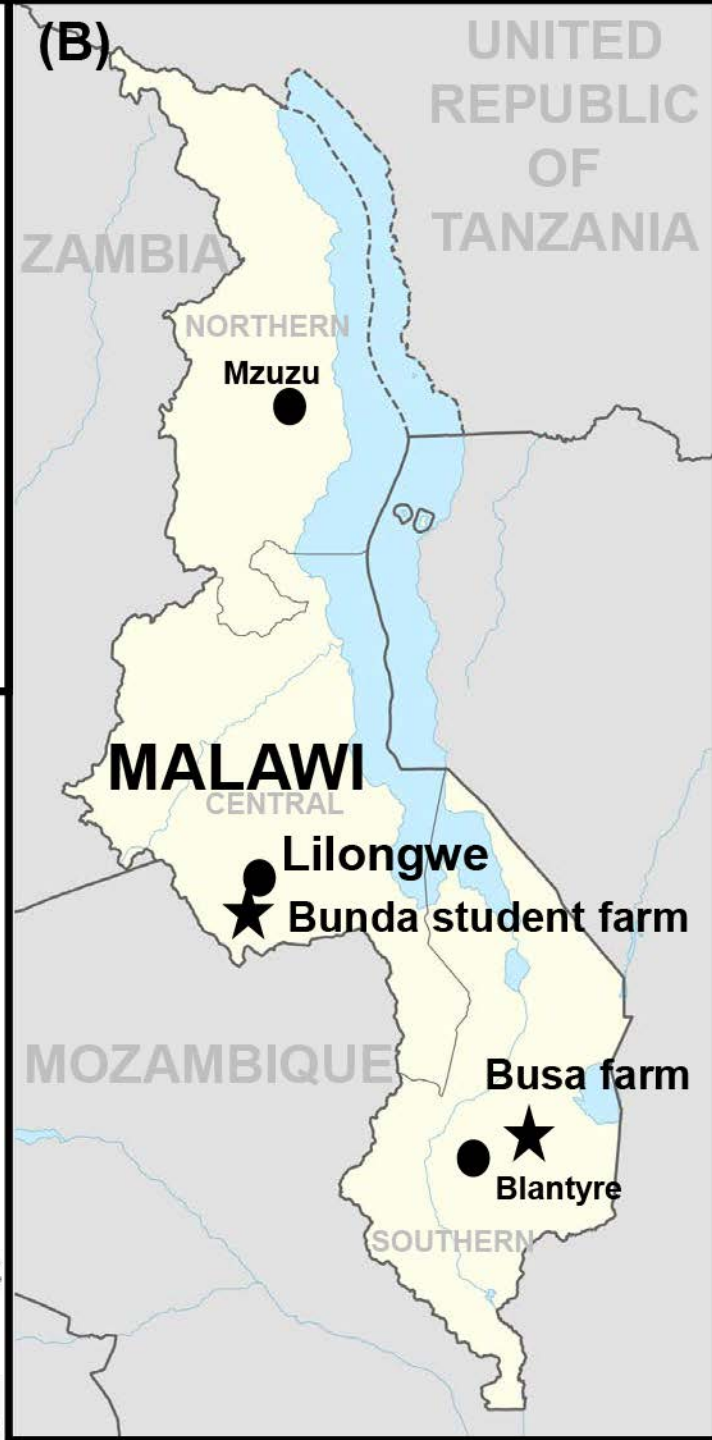 (B)
UNITED
REPUBLIC
OF
TANZANIA
ZAMBIA
NORTHERN
Mzuzu
MALAWI
CENTRAL
Lilongwe
Bunda student farm
MOZAMBIQUE
Busa farm
Blantyre
SOUTHERN